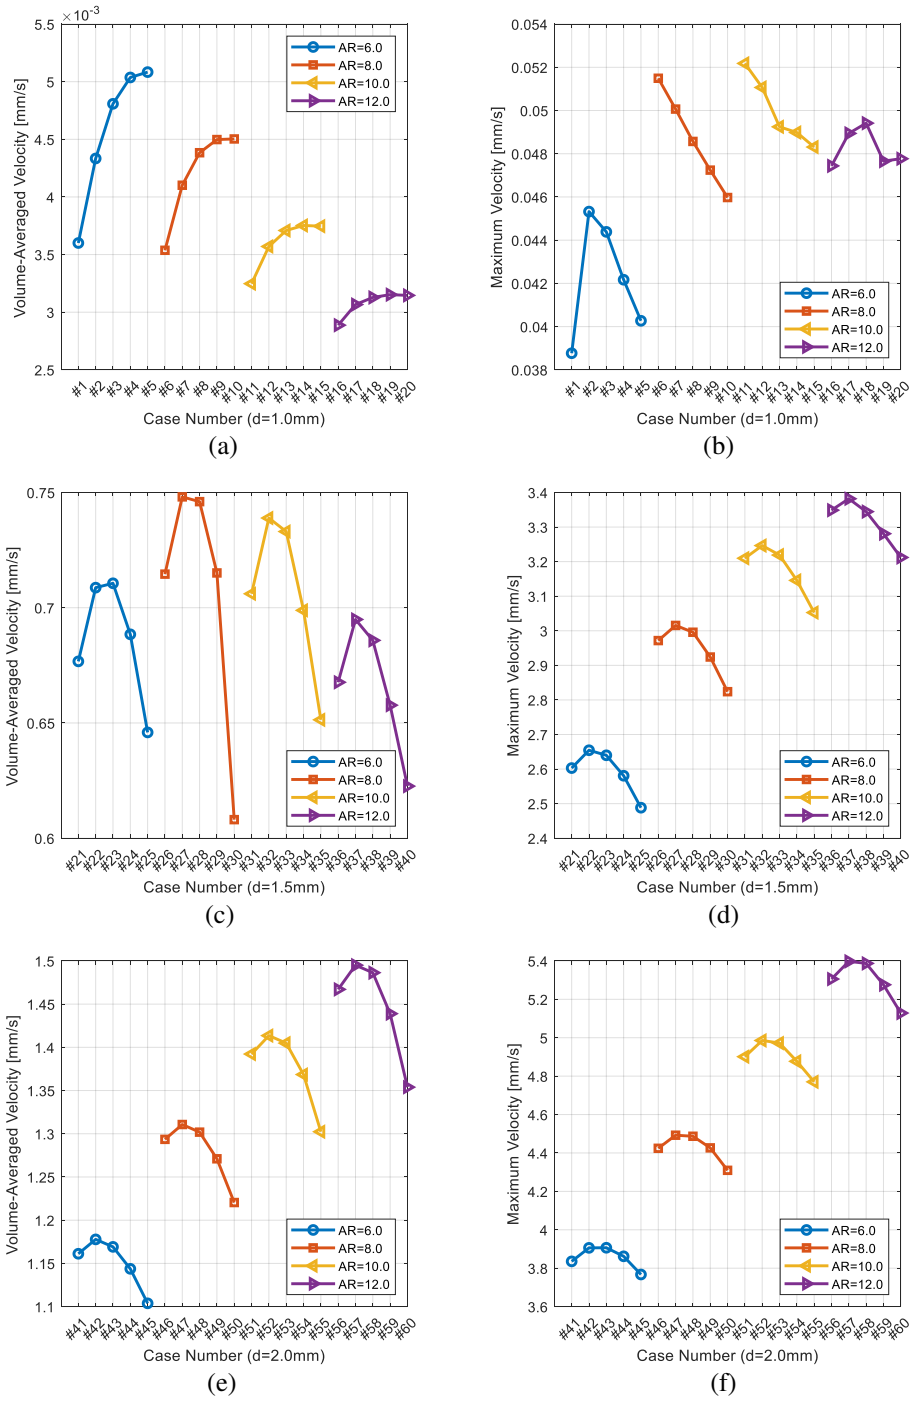 ×10⁻³
5.5
5
4.5
4
3.5
3
2.5
Volume-Averaged Velocity [mm/s]
AR=6.0
AR=8.0
AR=10.0
AR=12.0
#1 #2 #3 #4 #5 #6 #7 #8 #9 #10 #11 #12 #13 #14 #15 #16 #17 #18 #19 #20
Case Number (d=1.0mm)
(a)
0.054
0.052
0.05
0.048
0.046
0.044
0.042
0.04
0.038
Maximum Velocity [mm/s]
AR=6.0
AR=8.0
AR=10.0
AR=12.0
#1 #2 #3 #4 #5 #6 #7 #8 #9 #10 #11 #12 #13 #14 #15 #16 #17 #18 #19 #20
Case Number (d=1.0mm)
(b)
0.75
0.7
0.65
0.6
Volume-Averaged Velocity [mm/s]
AR=6.0
AR=8.0
AR=10.0
AR=12.0
#21 #22 #23 #24 #25 #26 #27 #28 #29 #30 #31 #32 #33 #34 #35 #36 #37 #38 #39 #40
Case Number (d=1.5mm)
(c)
3.4
3.3
3.2
3.1
3
2.9
2.8
2.7
2.6
2.5
2.4
Maximum Velocity [mm/s]
AR=6.0
AR=8.0
AR=10.0
AR=12.0
#21 #22 #23 #24 #25 #26 #27 #28 #29 #30 #31 #32 #33 #34 #35 #36 #37 #38 #39 #40
Case Number (d=1.5mm)
(d)
1.5
1.45
1.4
1.35
1.3
1.25
1.2
1.15
1.1
Volume-Averaged Velocity [mm/s]
AR=6.0
AR=8.0
AR=10.0
AR=12.0
#41 #42 #43 #44 #45 #46 #47 #48 #49 #50 #51 #52 #53 #54 #55 #56 #57 #58 #59 #60
Case Number (d=2.0mm)
(e)
5.4
5.2
5
4.8
4.6
4.4
4.2
4
3.8
3.6
Maximum Velocity [mm/s]
AR=6.0
AR=8.0
AR=10.0
AR=12.0
#41 #42 #43 #44 #45 #46 #47 #48 #49 #50 #51 #52 #53 #54 #55 #56 #57 #58 #59 #60
Case Number (d=2.0mm)
(f)